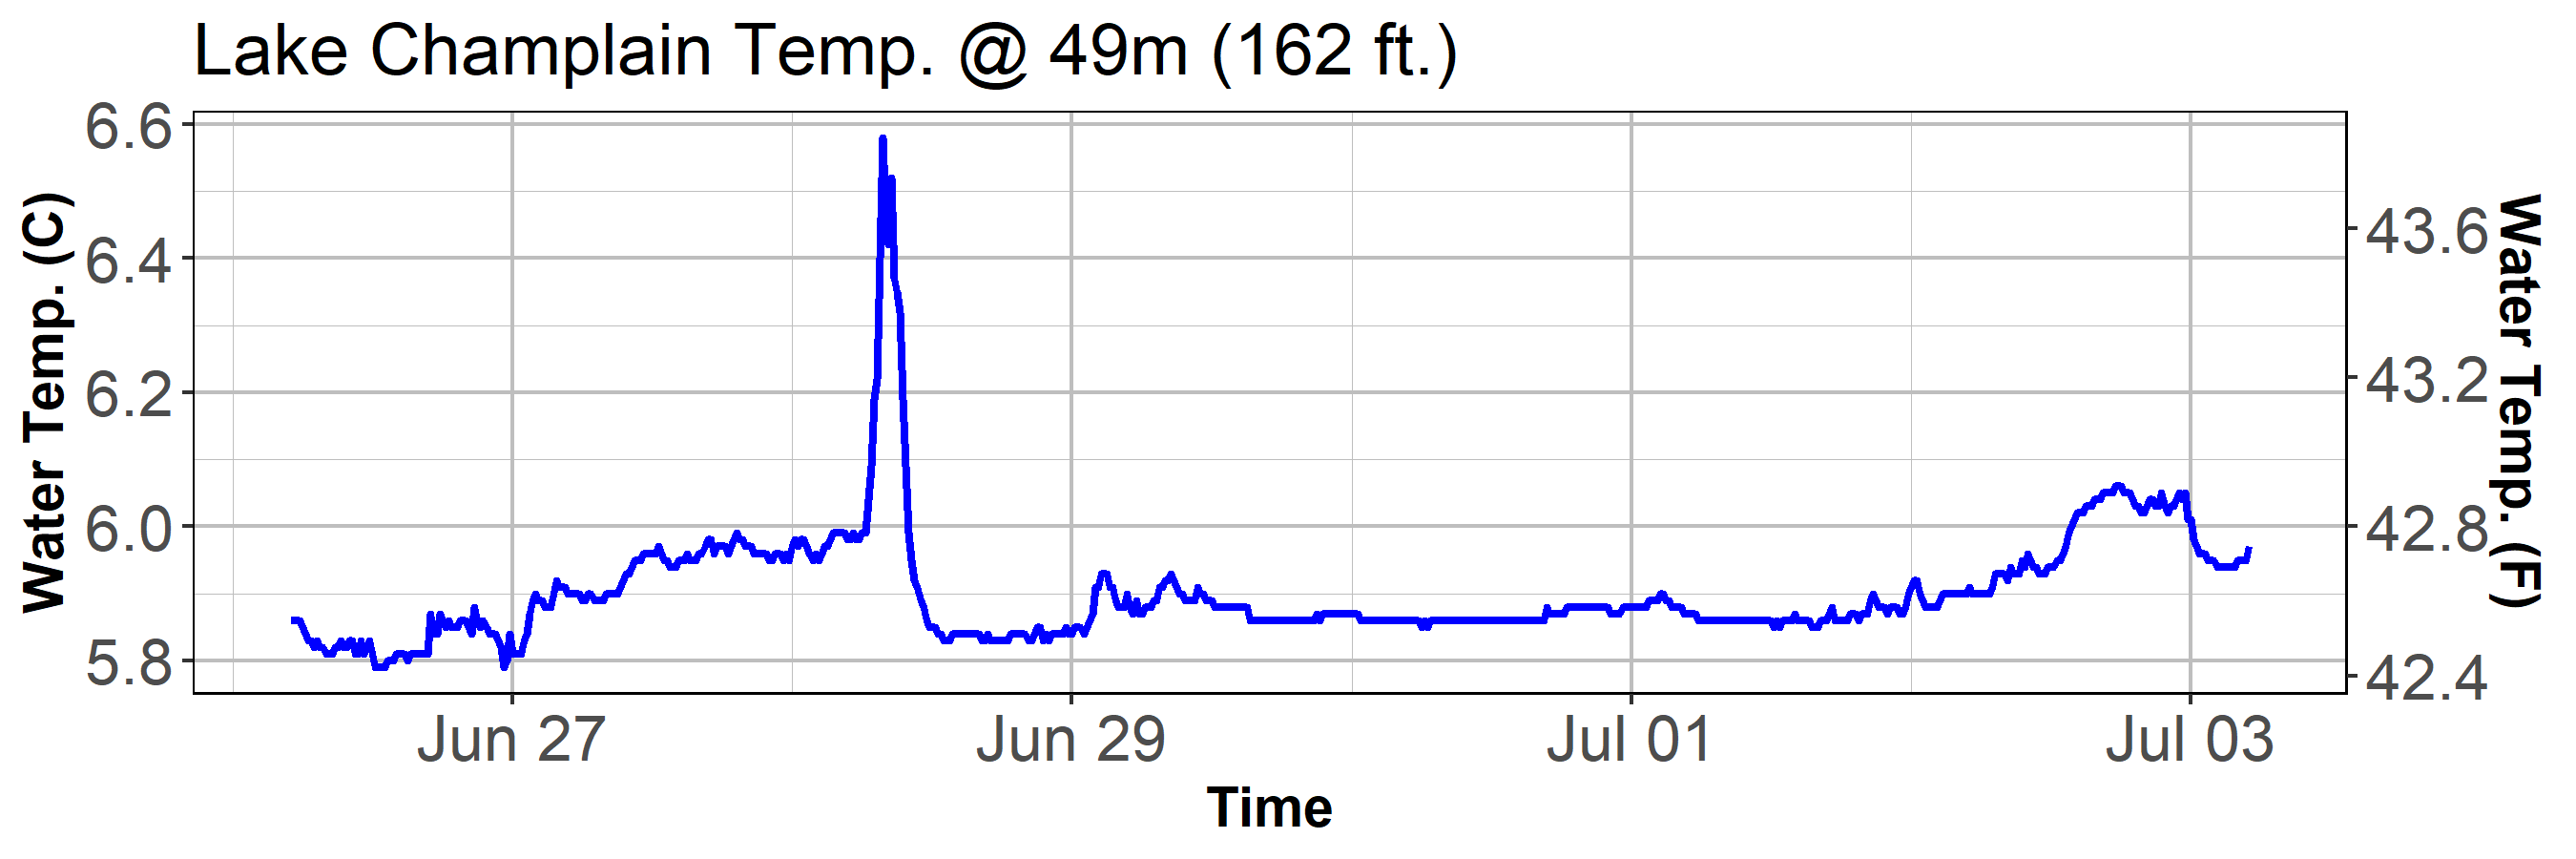 Lake Champlain Temp. @ 49m (162 ft.)
Water Temp. (C)
6.6
6.4
6.2
6.0
5.8
43.6
43.2
42.8
42.4
Water Temp. (F)
Jun 27 Jun 29 Jul 01 Jul 03
Time